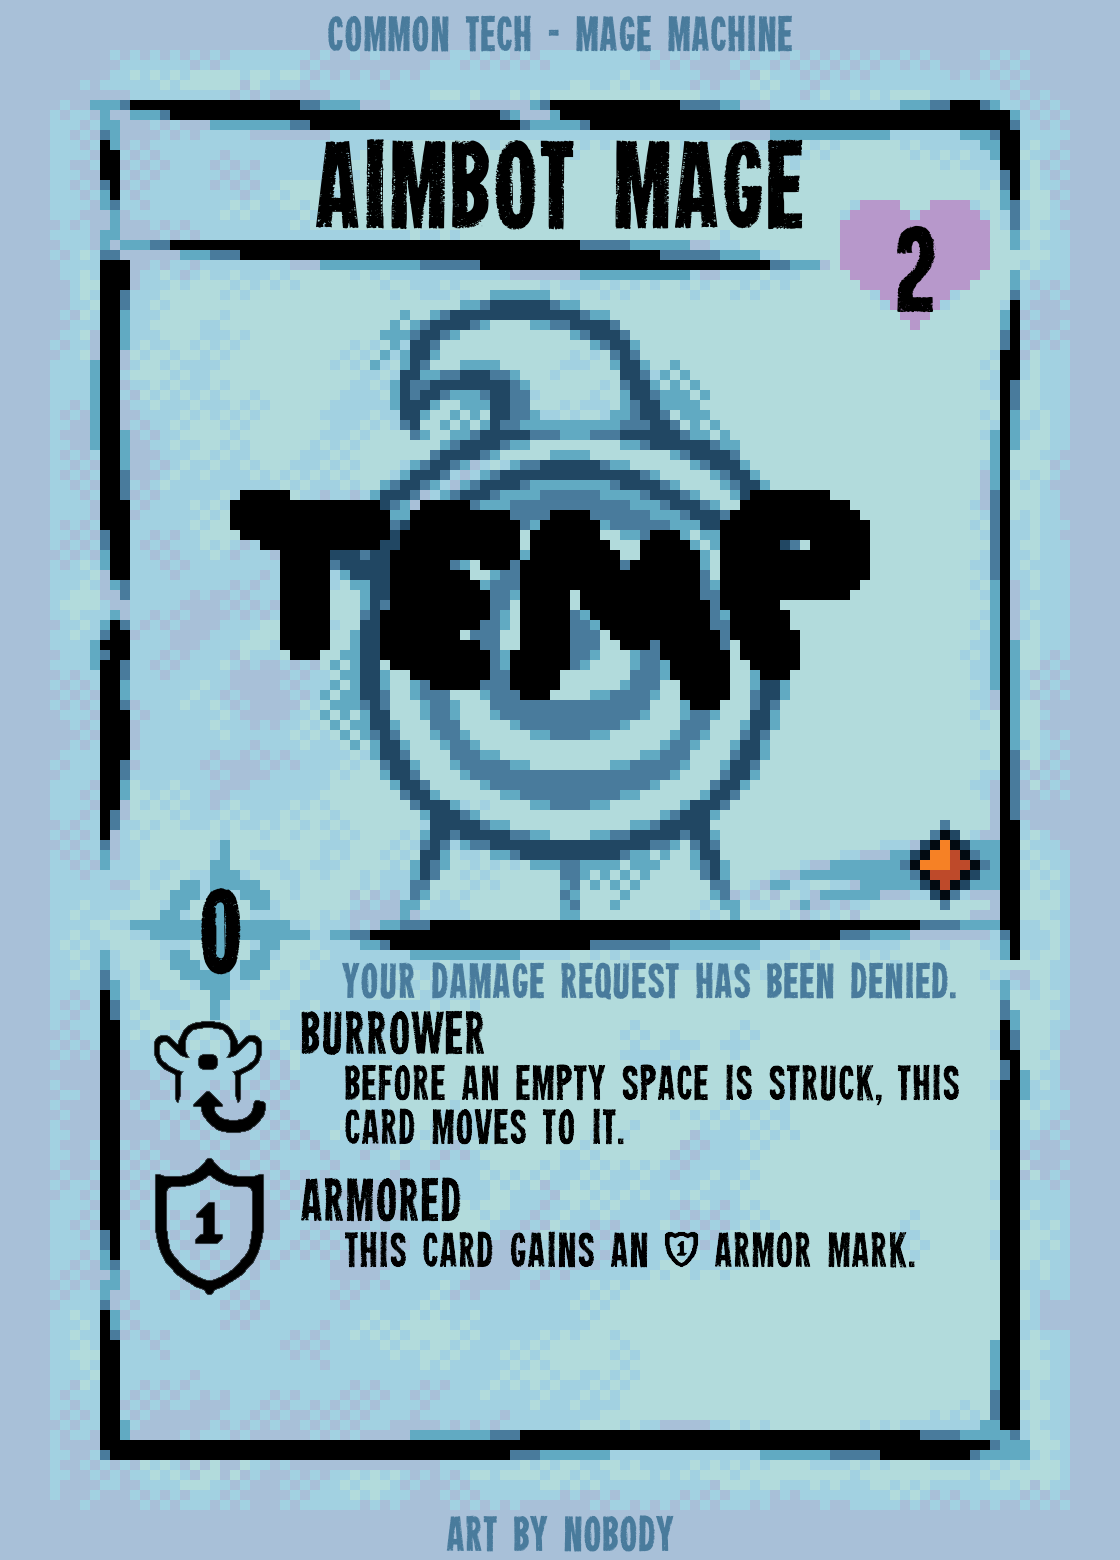 COMMON TECH - MAGE MACHINE
AIMBOT MAGE
2
TEMP
0
YOUR DAMAGE REQUEST HAS BEEN DENIED.
BURROWER
BEFORE AN EMPTY SPACE IS STRUCK, THIS
CARD MOVES TO IT.
1
ARMORED
THIS CARD GAINS AN 1 ARMOR MARK.
ART BY NOBODY